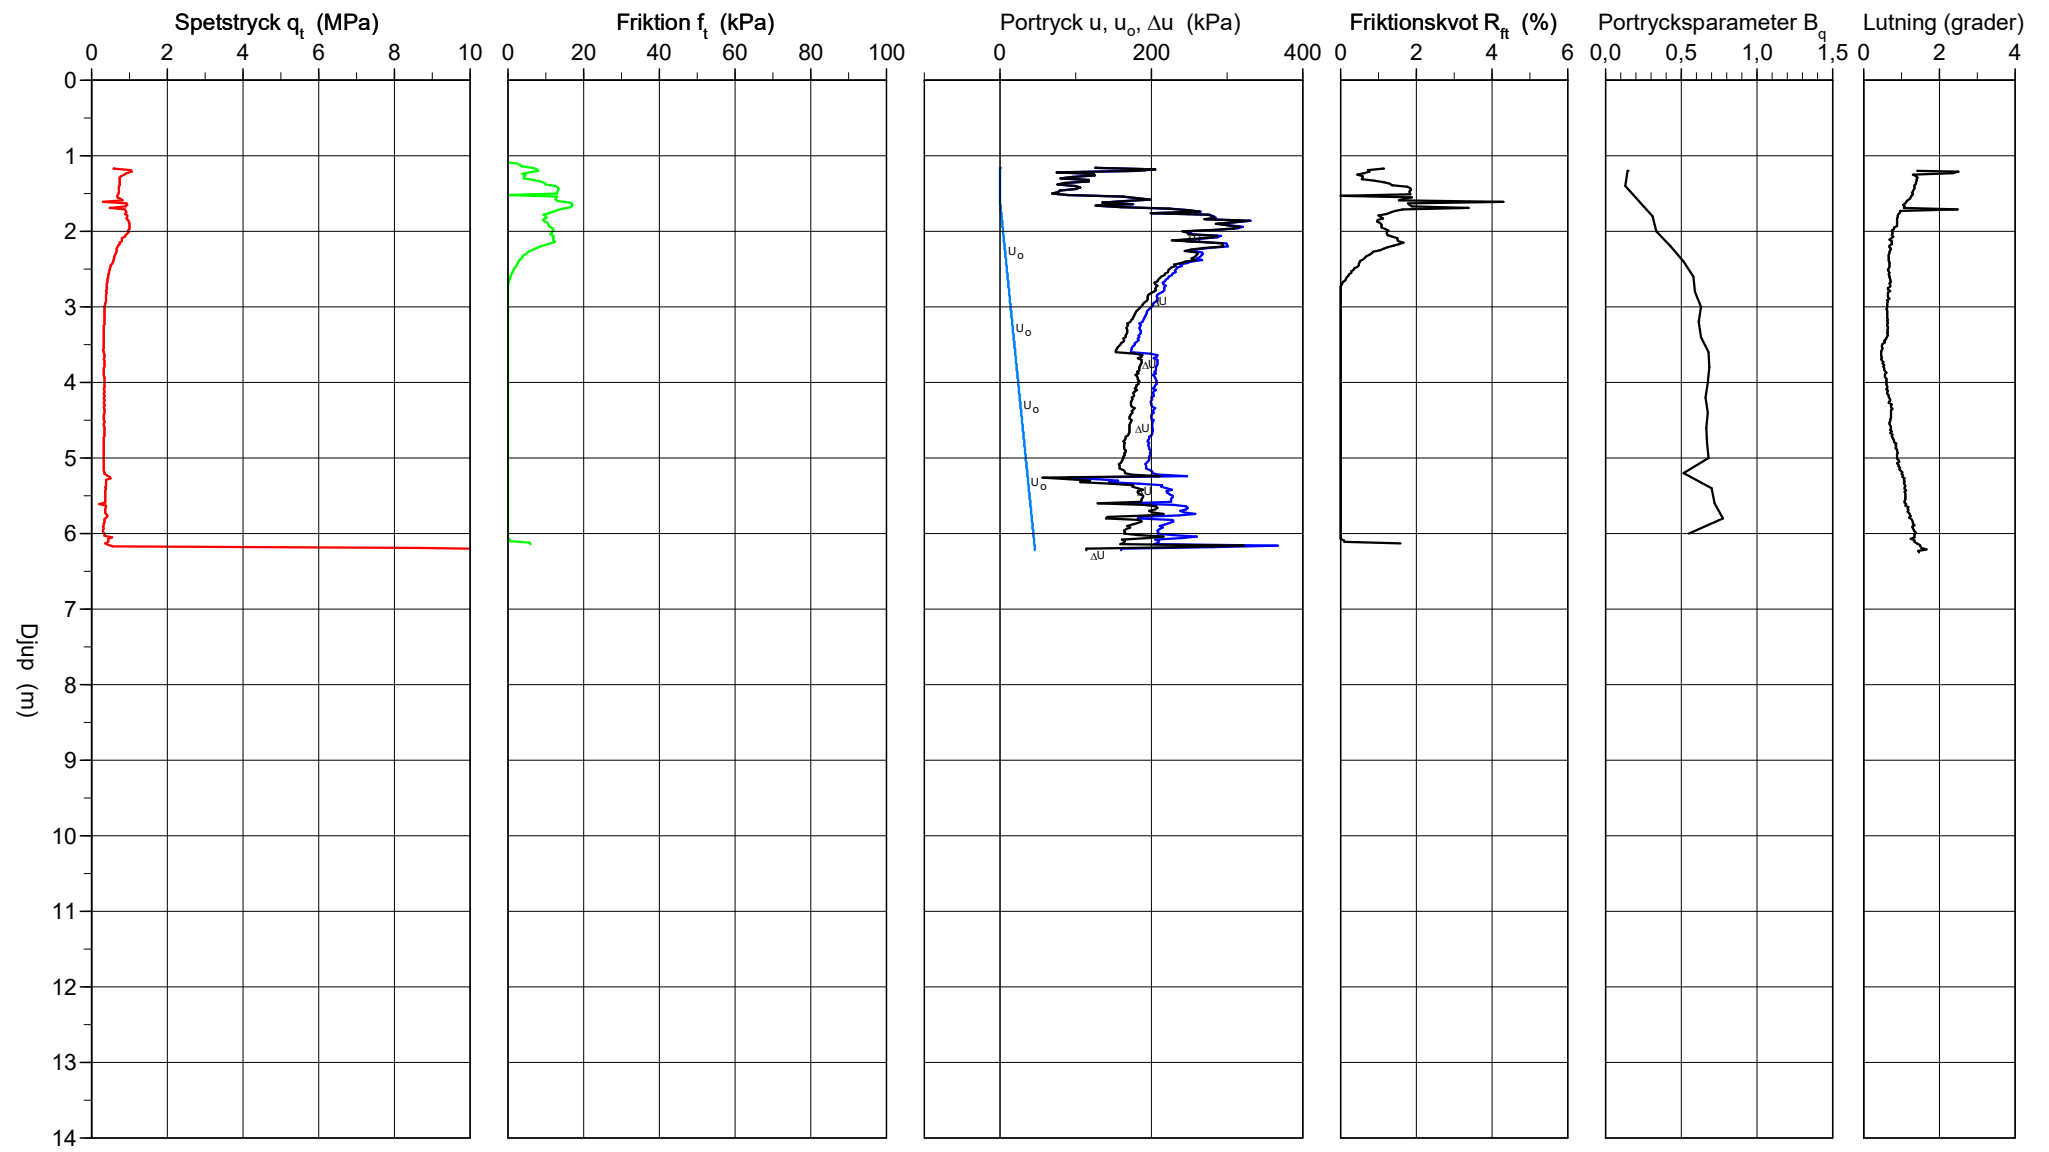 Spetstryck qt (MPa)
Friktion ft (kPa)
Portryck u, uo, Δu (kPa)
Friktionskvot Rft (%)
Portrycksparameter Bq
Lutning (grader)
0 2 4 6 8 10
0 20 40 60 80 100
0 200 400
0 2 4 6
0,0 0,5 1,0 1,5
0 2 4
0
1
2
Uo
3
ΔU
Uo
ΔU
4
Uo
ΔU
5
Uo
ΔU
6
ΔU
7
Djup (m)
8
9
10
11
12
13
14